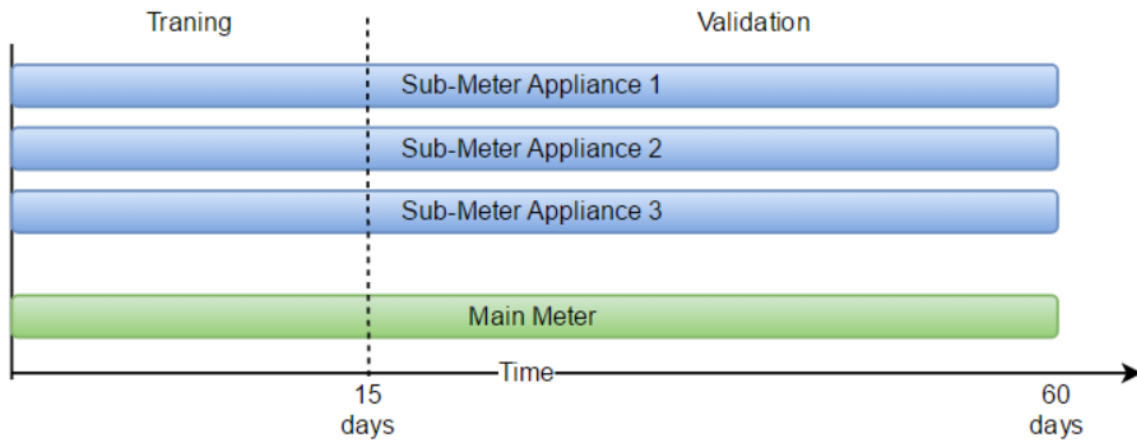 Traning
Validation
Sub-Meter Appliance 1
Sub-Meter Appliance 2
Sub-Meter Appliance 3
Main Meter
Time
15
days
60
days